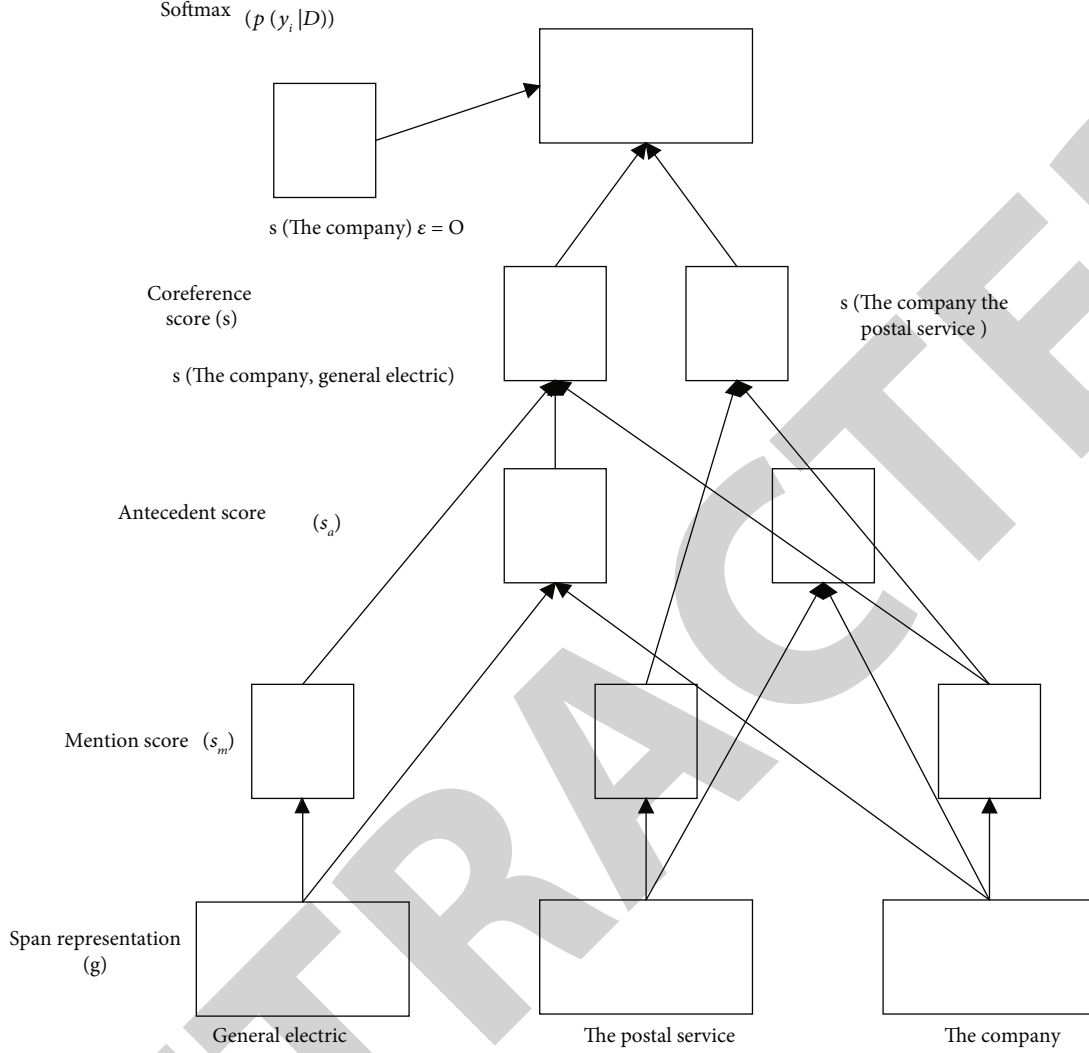 Softmax (p (y_i |D))
s (The company) ε = O
Coreference
score (s)
s (The company the
postal service )
s (The company, general electric)
Antecedent score (s_a)
Mention score (s_m)
Span representation
(g)
General electric The postal service The company